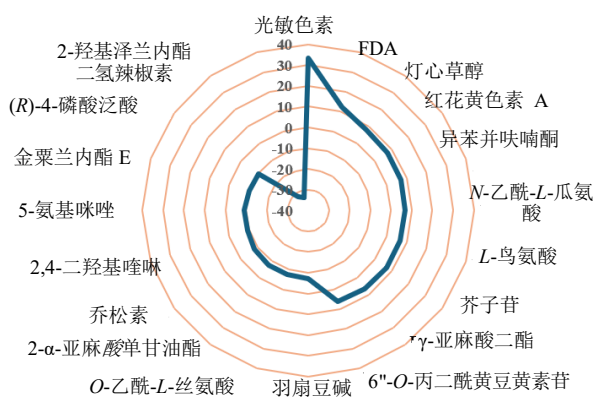 光敏色素
FDA
灯心草醇
红花黄色素 A
异苯并呋喃酮
N-乙酰-L-瓜氨
酸
L-鸟氨酸
芥子苷
γ-亚麻酸二酯
6"-O-丙二酰黄豆黄素苷
羽扇豆碱
O-乙酰-L-丝氨酸
2-α-亚麻酸单甘油酯
乔松素
2,4-二羟基喹啉
5-氨基咪唑
金粟兰内酯 E
(R)-4-磷酸泛酸
二氢辣椒素
2-羟基泽兰内酯
40
30
20
10
0
-10
-20
-30
-40